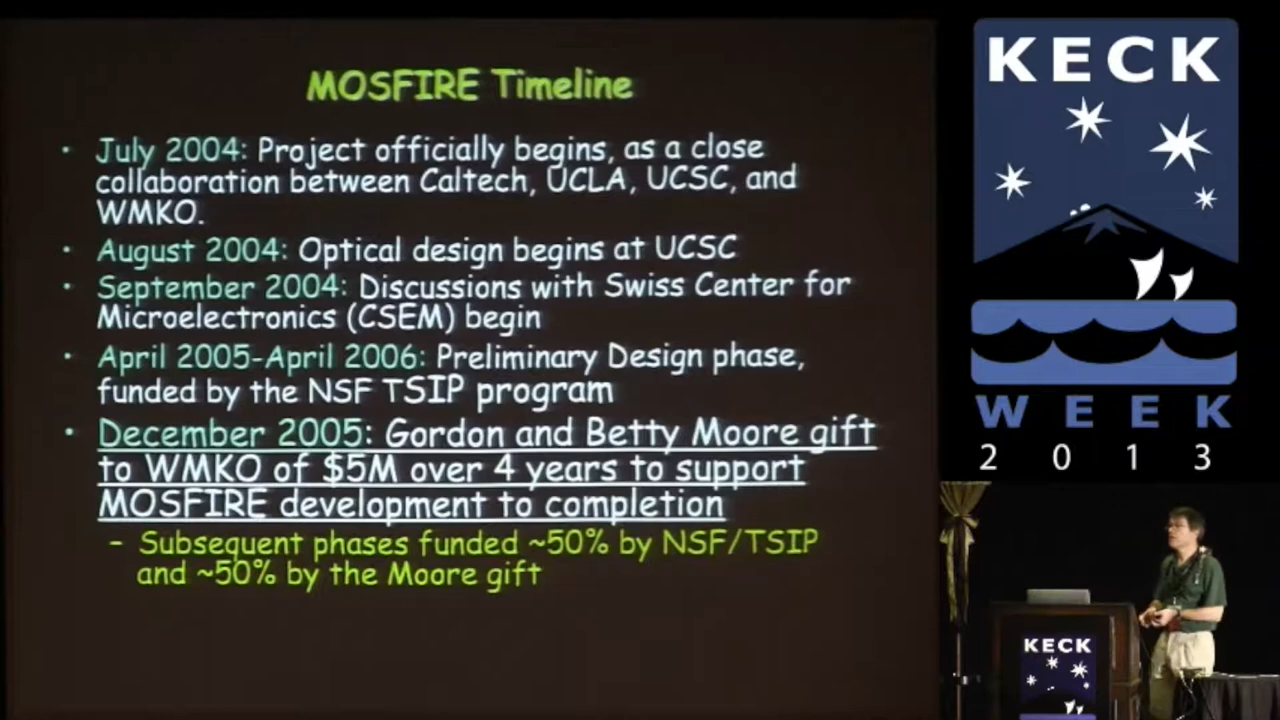 MOSFIRE Timeline
• July 2004: Project officially begins, as a close
collaboration between Caltech, UCLA, UCSC, and
WMKO.
• August 2004: Optical design begins at UCSC
• September 2004: Discussions with Swiss Center for
Microelectronics (CSEM) begin
• April 2005-April 2006: Preliminary Design phase,
funded by the NSF TSIP program
• December 2005: Gordon and Betty Moore gift
to WMKO of $5M over 4 years to support
MOSFIRE development to completion
– Subsequent phases funded ~50% by NSF/TSIP
and ~50% by the Moore gift
KECK
WEEK
2013
KECK